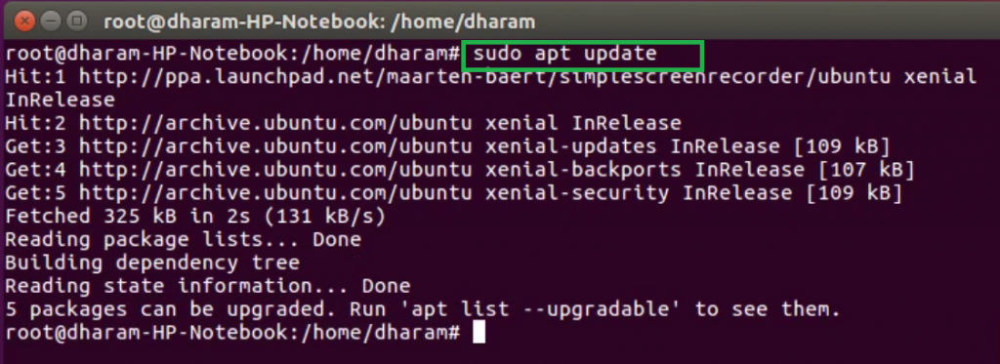 root@dharam-HP-Notebook: /home/dharam
root@dharam-HP-Notebook:/home/dharam# sudo apt update
Hit:1 http://ppa.launchpad.net/maarten-baert/simplescreenrecorder/ubuntu xenial
InRelease
Hit:2 http://archive.ubuntu.com/ubuntu xenial InRelease
Get:3 http://archive.ubuntu.com/ubuntu xenial-updates InRelease [109 kB]
Get:4 http://archive.ubuntu.com/ubuntu xenial-backports InRelease [107 kB]
Get:5 http://archive.ubuntu.com/ubuntu xenial-security InRelease [109 kB]
Fetched 325 kB in 2s (131 kB/s)
Reading package lists... Done
Building dependency tree
Reading state information... Done
5 packages can be upgraded. Run 'apt list --upgradable' to see them.
root@dharam-HP-Notebook:/home/dharam#